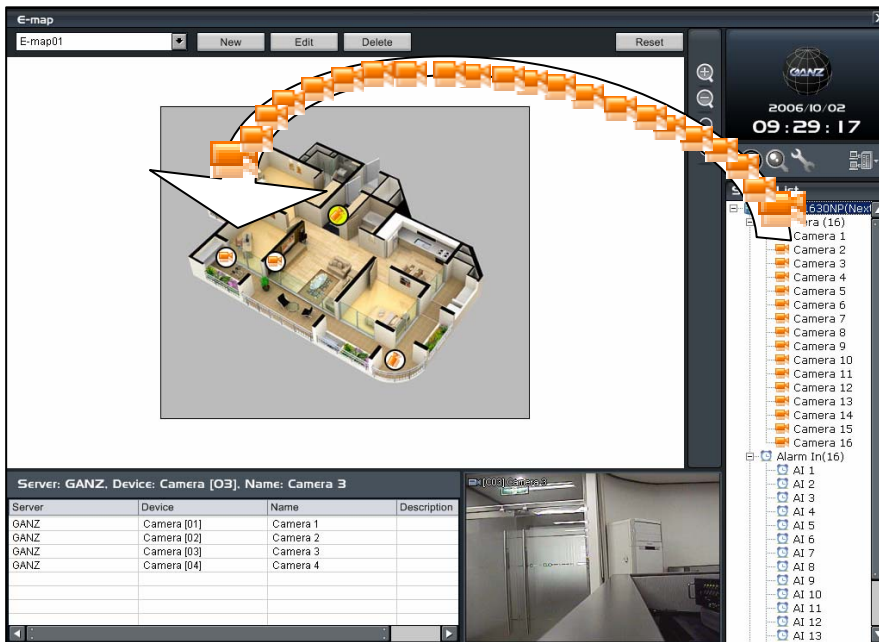 E-map
E-map01 New Edit Delete Reset
GANZ
2006/10/02
09:29:17
630NP(Next
(16)
Camera 1
Camera 2
Camera 3
Camera 4
Camera 5
Camera 6
Camera 7
Camera 8
Camera 9
Camera 10
Camera 11
Camera 12
Camera 13
Camera 14
Camera 15
Camera 16
Alarm In(16)
AI 1
AI 2
AI 3
AI 4
AI 5
AI 6
AI 7
AI 8
AI 9
AI 10
AI 11
AI 12
AI 13
Server: GANZ, Device: Camera [03], Name: Camera 3
Server Device Name Description
GANZ Camera [01] Camera 1
GANZ Camera [02] Camera 2
GANZ Camera [03] Camera 3
GANZ Camera [04] Camera 4
[C03] Camera 3